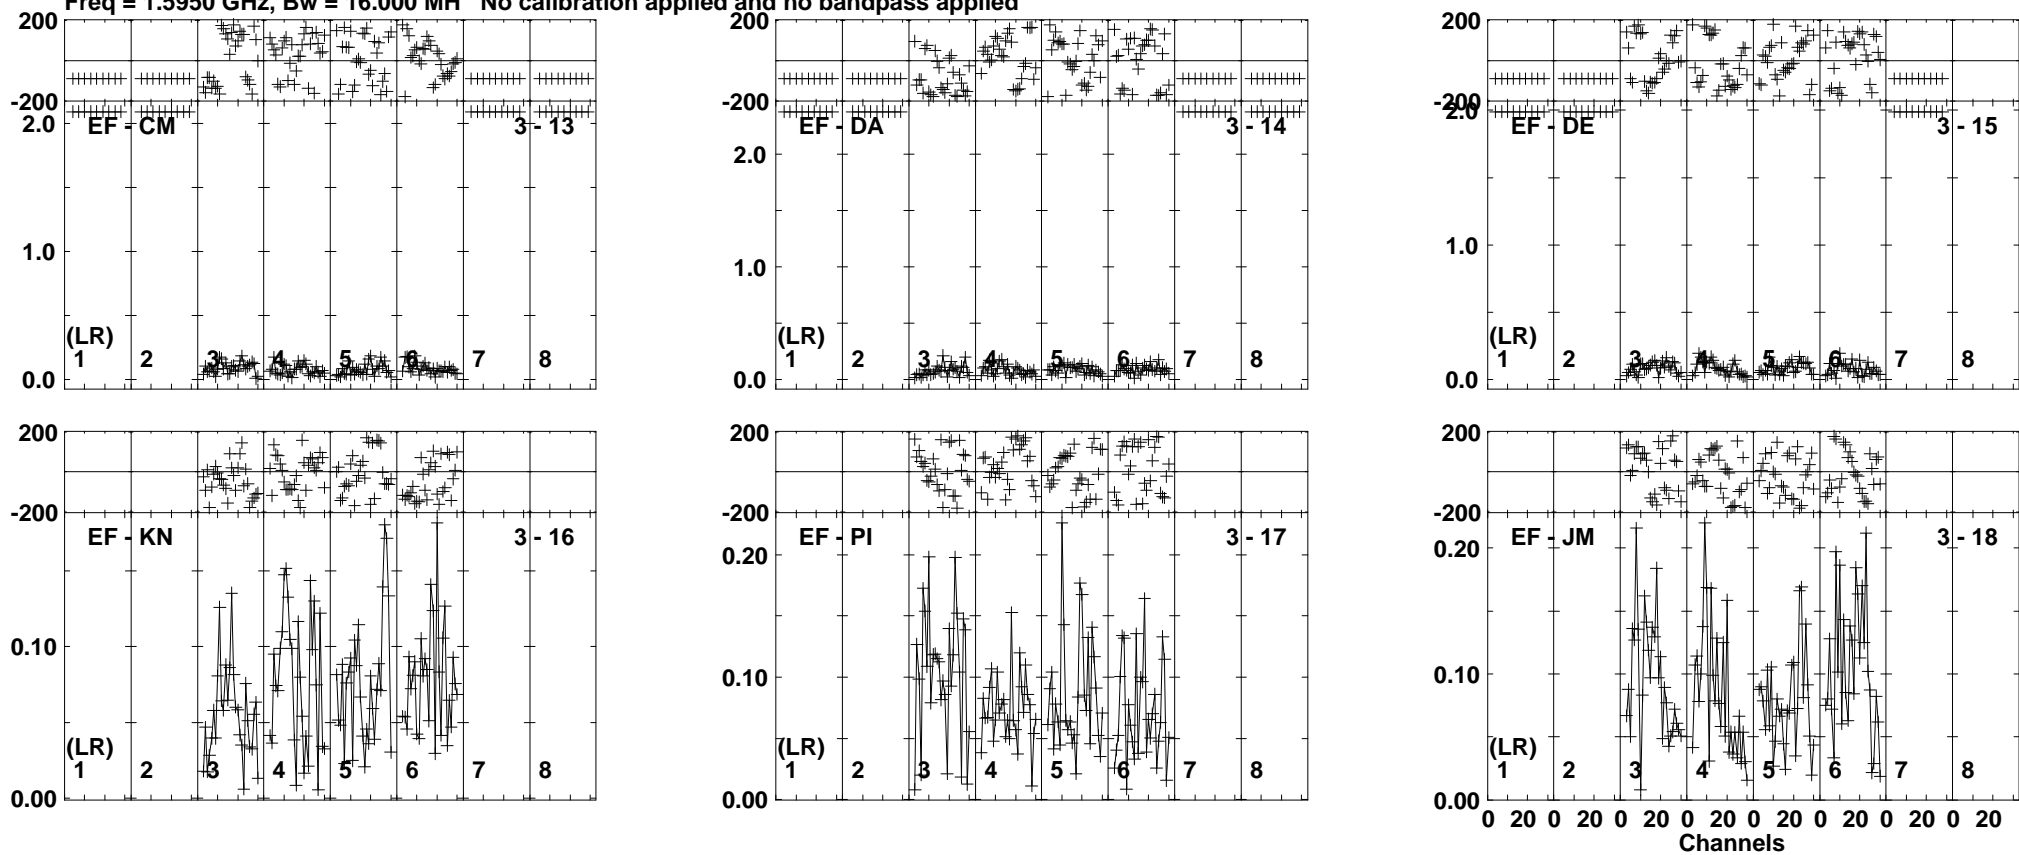 Freq = 1.5950 GHz, Bw = 16.000 MH   No calibration applied and no bandpass applied
200
-200
EF - CM
3 - 13
2.0
1.0
0.0
(LR)
1 2 3 4 5 6 7 8
200
-200
EF - DA
3 - 14
2.0
1.0
0.0
(LR)
1 2 3 4 5 6 7 8
200
-200
2.0
EF - DE
3 - 15
1.0
0.0
(LR)
1 2 3 4 5 6 7 8
200
-200
EF - KN
3 - 16
0.10
0.00
(LR)
1 2 3 4 5 6 7 8
200
-200
EF - PI
3 - 17
0.20
0.10
0.00
(LR)
1 2 3 4 5 6 7 8
200
-200
EF - JM
3 - 18
0.20
0.10
0.00
(LR)
1 2 3 4 5 6 7 8
0 20 0 20 0 20 0 20 0 20 0 20 0 20 0 20
Channels